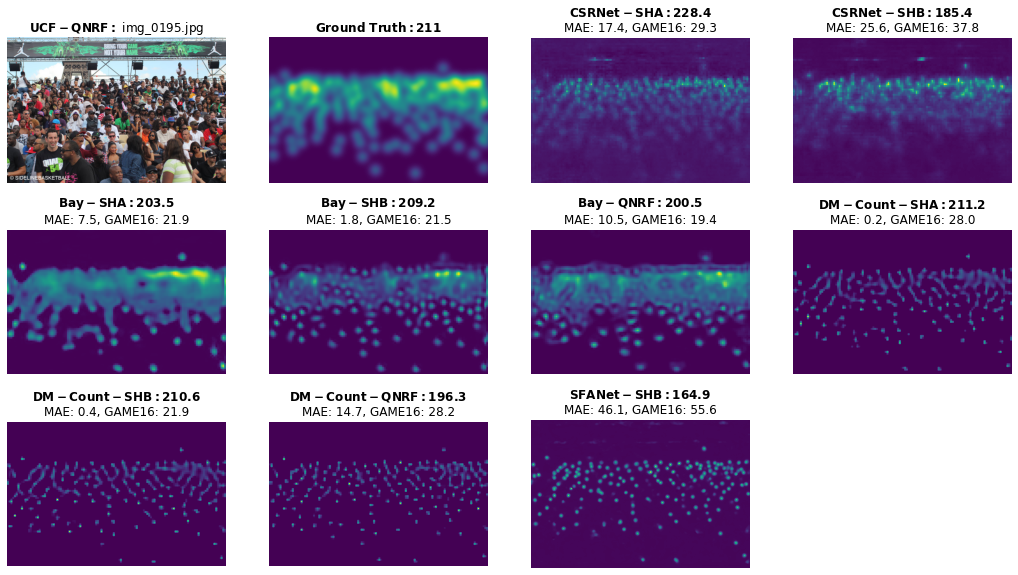 UCF − QNRF : img_0195.jpg
Ground Truth : 211
CSRNet − SHA : 228.4
MAE: 17.4, GAME16: 29.3
CSRNet − SHB : 185.4
MAE: 25.6, GAME16: 37.8
© SIDELINEBASKETBALL
Bay − SHA : 203.5
MAE: 7.5, GAME16: 21.9
Bay − SHB : 209.2
MAE: 1.8, GAME16: 21.5
Bay − QNRF : 200.5
MAE: 10.5, GAME16: 19.4
DM − Count − SHA : 211.2
MAE: 0.2, GAME16: 28.0
DM − Count − SHB : 210.6
MAE: 0.4, GAME16: 21.9
DM − Count − QNRF : 196.3
MAE: 14.7, GAME16: 28.2
SFANet − SHB : 164.9
MAE: 46.1, GAME16: 55.6